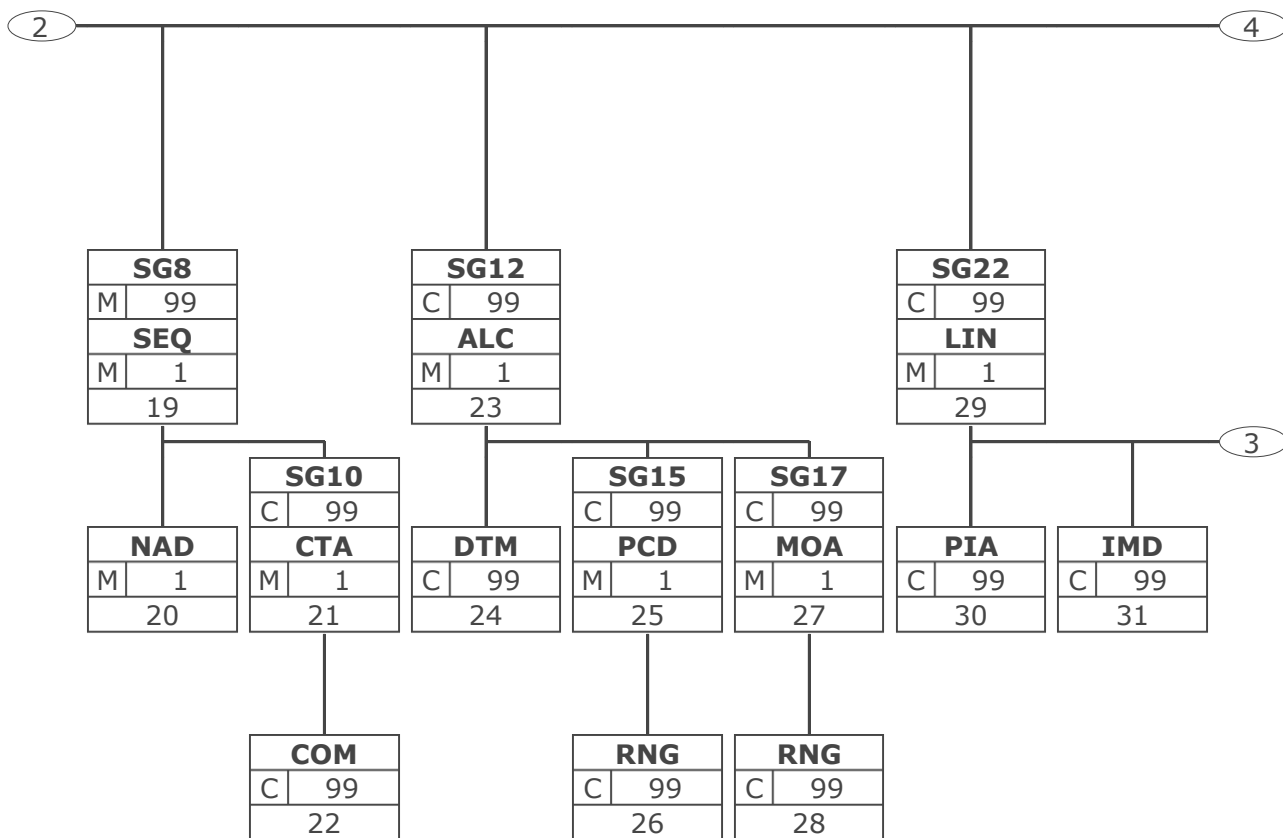 2 4
SG8 SG12 SG22
M 99 C 99 C 99
SEQ ALC LIN
M 1 M 1 M 1
19 23 29
3
SG10 SG15 SG17
C 99 C 99 C 99
NAD CTA DTM PCD MOA PIA IMD
M 1 M 1 C 99 M 1 M 1 C 99 C 99
20 21 24 25 27 30 31
COM RNG RNG
C 99 C 99 C 99
22 26 28